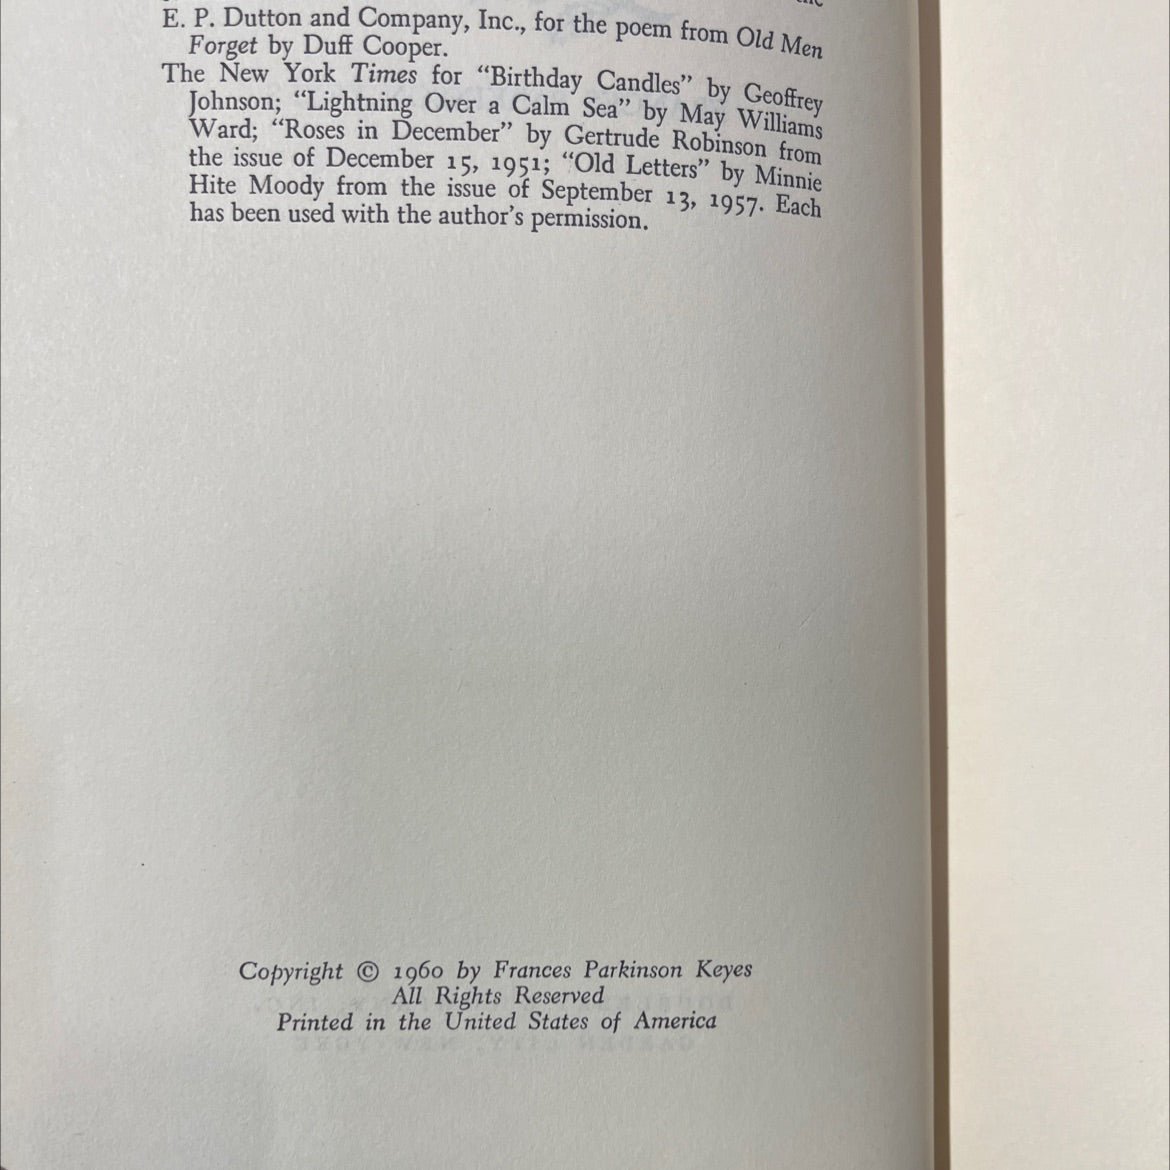 E. P. Dutton and Company, Inc., for the poem from Old Men
Forget by Duff Cooper.
The New York Times for “Birthday Candles” by Geoffrey
Johnson; “Lightning Over a Calm Sea” by May Williams
Ward; “Roses in December” by Gertrude Robinson from
the issue of December 15, 1951; “Old Letters” by Minnie
Hite Moody from the issue of September 13, 1957. Each
has been used with the author’s permission.
Copyright © 1960 by Frances Parkinson Keyes
All Rights Reserved
Printed in the United States of America